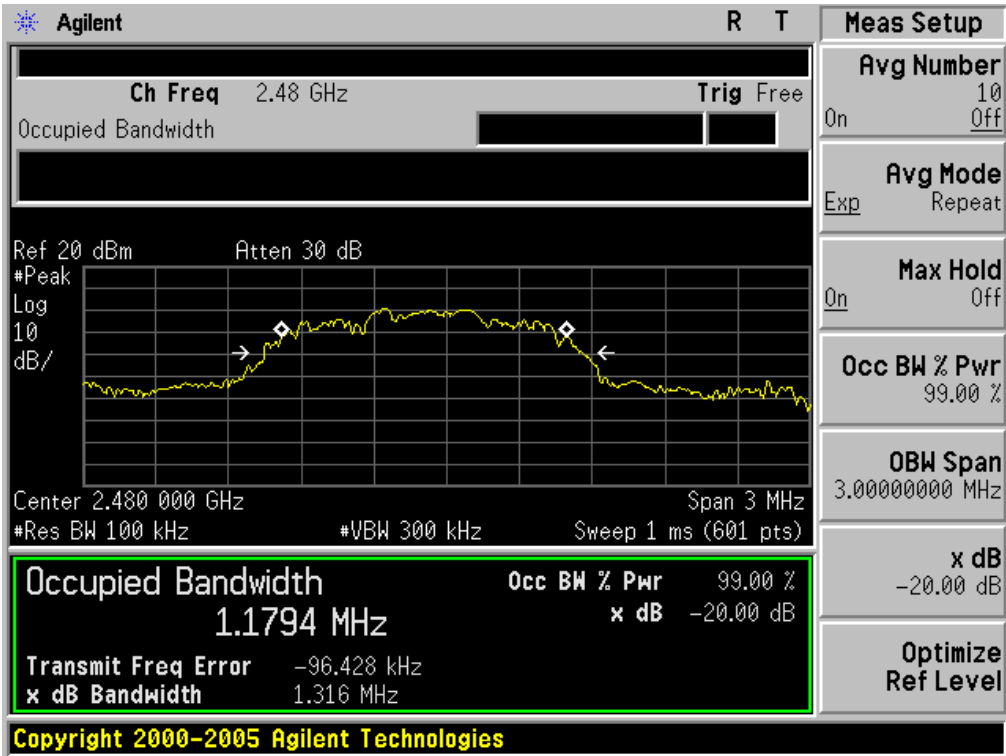 Agilent R T
Meas Setup
Ch Freq 2.48 GHz Trig Free
Occupied Bandwidth
Ref 20 dBm Atten 30 dB
#Peak
Log
10
dB/
Center 2.480 000 GHz Span 3 MHz
#Res BW 100 kHz #VBW 300 kHz Sweep 1 ms (601 pts)
Occupied Bandwidth Occ BW % Pwr 99.00 %
1.1794 MHz x dB -20.00 dB
Transmit Freq Error -96.428 kHz
x dB Bandwidth 1.316 MHz
Avg Number
10
On Off
Avg Mode
Exp Repeat
Max Hold
On Off
Occ BW % Pwr
99.00 %
OBW Span
3.00000000 MHz
x dB
-20.00 dB
Optimize
Ref Level
Copyright 2000-2005 Agilent Technologies